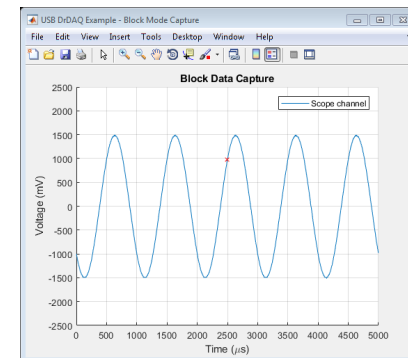 USB DrDAQ Example - Block Mode Capture
File Edit View Insert Tools Desktop Window Help
Block Data Capture
Scope channel
2500
2000
1500
1000
500
0
-500
-1000
-1500
-2000
-2500
Voltage (mV)
0 500 1000 1500 2000 2500 3000 3500 4000 4500 5000
Time (μs)